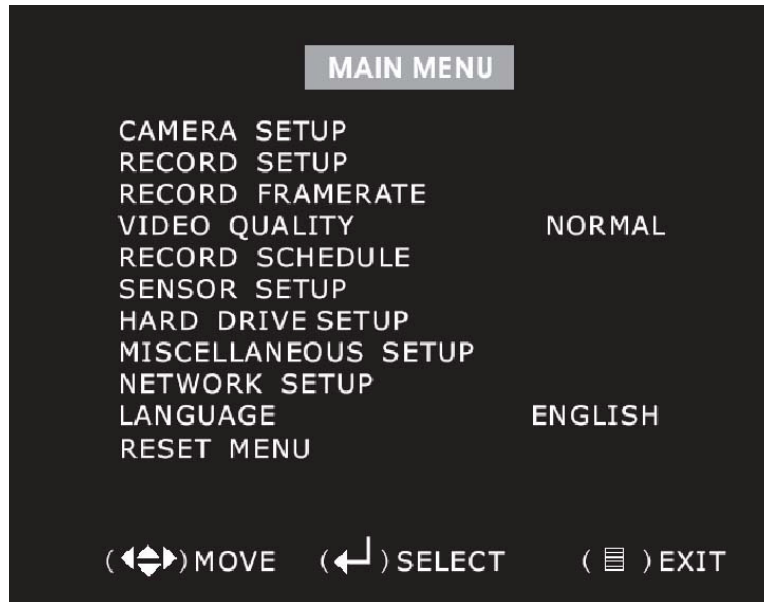 MAIN MENU
CAMERA SETUP
RECORD SETUP
RECORD FRAMERATE
VIDEO QUALITY NORMAL
RECORD SCHEDULE
SENSOR SETUP
HARD DRIVE SETUP
MISCELLANEOUS SETUP
NETWORK SETUP
LANGUAGE ENGLISH
RESET MENU
( ) MOVE ( ) SELECT ( ) EXIT